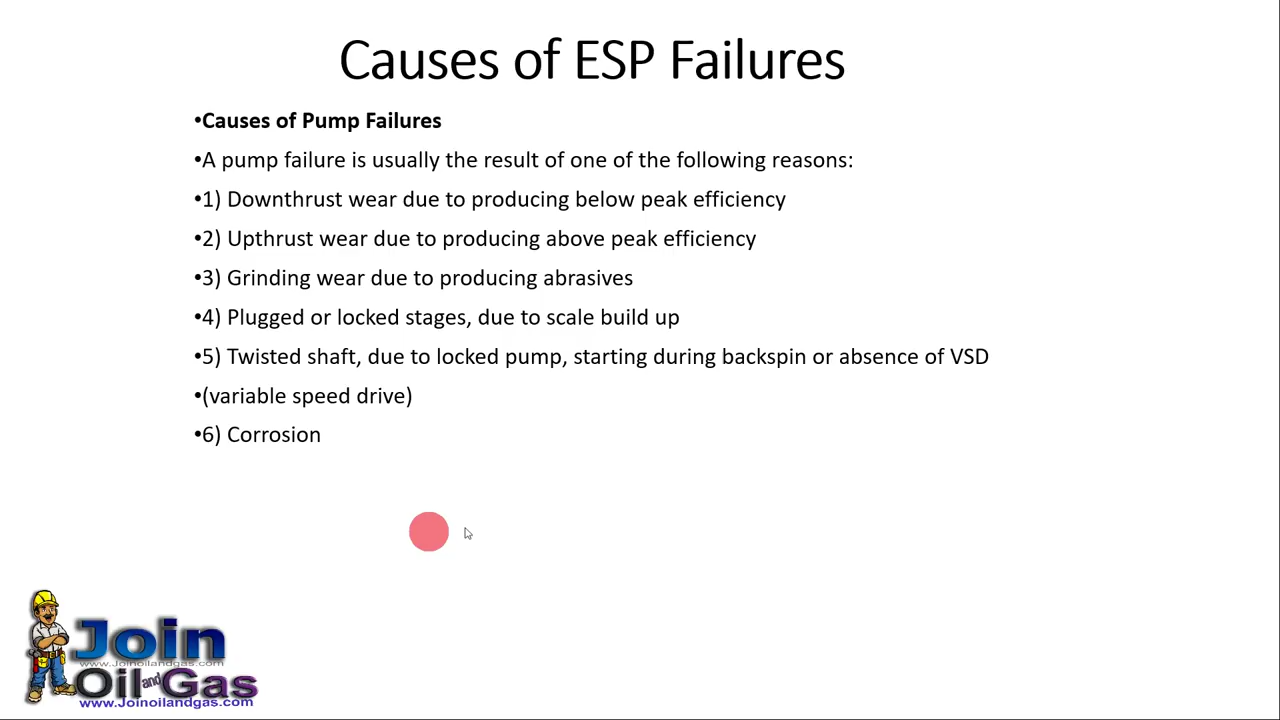 Causes of ESP Failures
•Causes of Pump Failures
•A pump failure is usually the result of one of the following reasons:
•1) Downthrust wear due to producing below peak efficiency
•2) Upthrust wear due to producing above peak efficiency
•3) Grinding wear due to producing abrasives
•4) Plugged or locked stages, due to scale build up
•5) Twisted shaft, due to locked pump, starting during backspin or absence of VSD
•(variable speed drive)
•6) Corrosion
Join
www.Joinoilandgas.com
Oil and Gas
www.Joinoilandgas.com